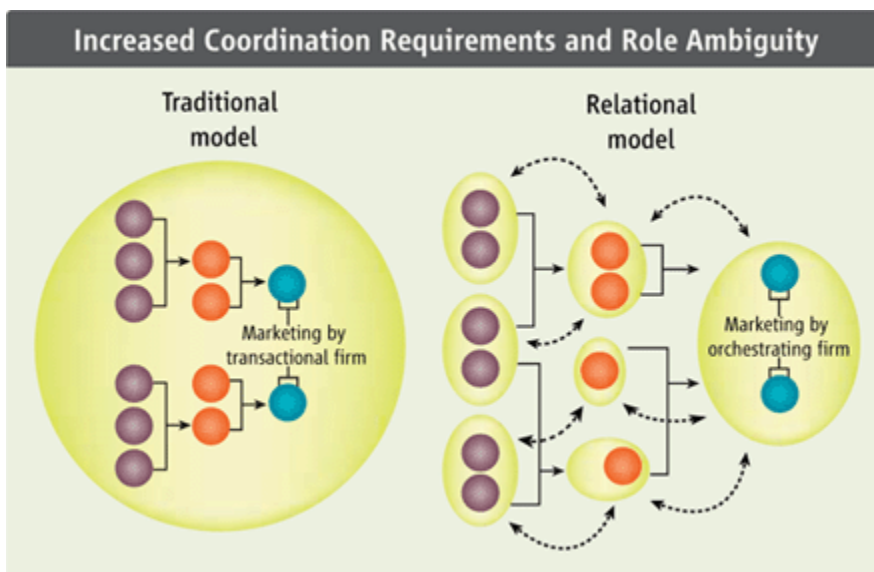 Increased Coordination Requirements and Role Ambiguity
Traditional
model
Marketing by
transactional firm
Relational
model
Marketing by
orchestrating firm